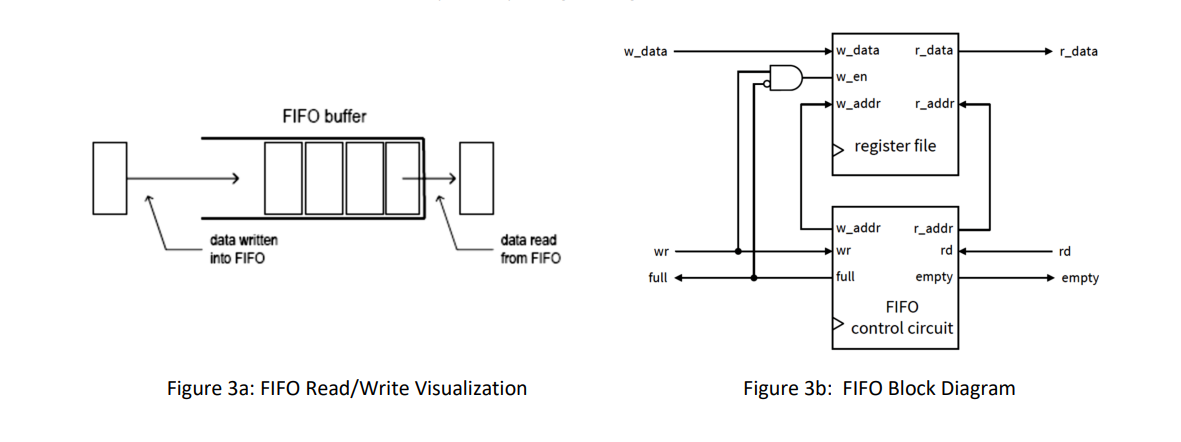 FIFO buffer
data written
into FIFO
data read
from FIFO
Figure 3a: FIFO Read/Write Visualization
w_data
w_data
r_data
r_data
w_en
w_addr
r_addr
register file
w_addr
r_addr
wr
wr
rd
rd
full
full
empty
empty
FIFO
control circuit
Figure 3b: FIFO Block Diagram